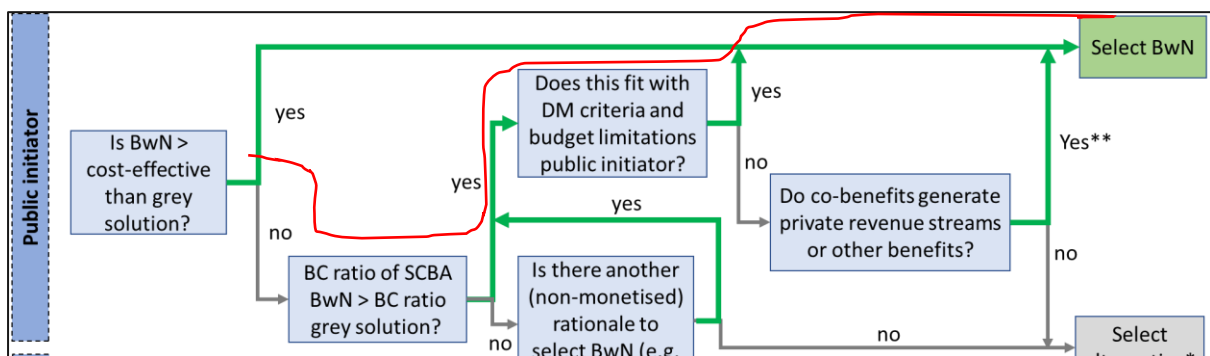 Public initiator
Is BwN >
cost-effective
than grey
solution?
yes
no
BC ratio of SCBA
BwN > BC ratio
grey solution?
yes
no
Does this fit with
DM criteria and
budget limitations
public initiator?
yes
no
yes
Is there another
(non-monetised)
rationale to
select BwN (e.g.
Do co-benefits generate
private revenue streams
or other benefits?
Yes**
no
no
Select BwN
Select